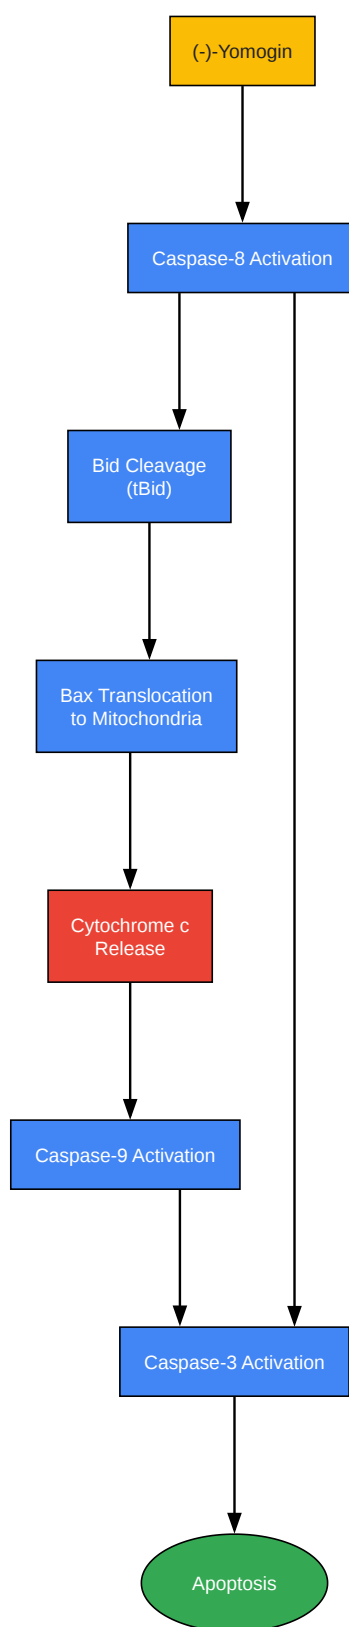 (-)-Yomogin
Caspase-8 Activation
Bid Cleavage
(tBid)
Bax Translocation
to Mitochondria
Cytochrome c
Release
Caspase-9 Activation
Caspase-3 Activation
Apoptosis